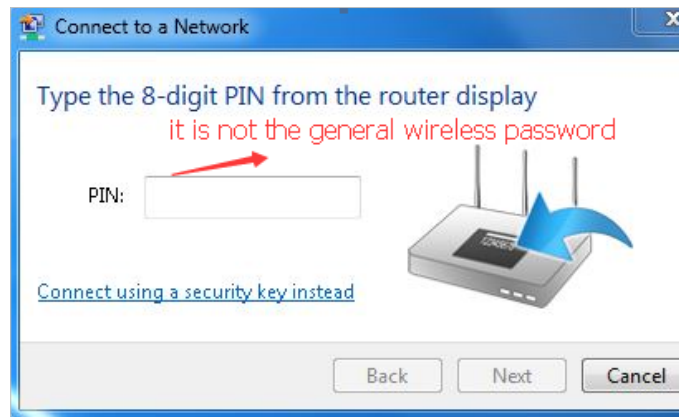 Connect to a Network
Type the 8-digit PIN from the router display
it is not the general wireless password
PIN:
12345670
Connect using a security key instead
Back
Next
Cancel